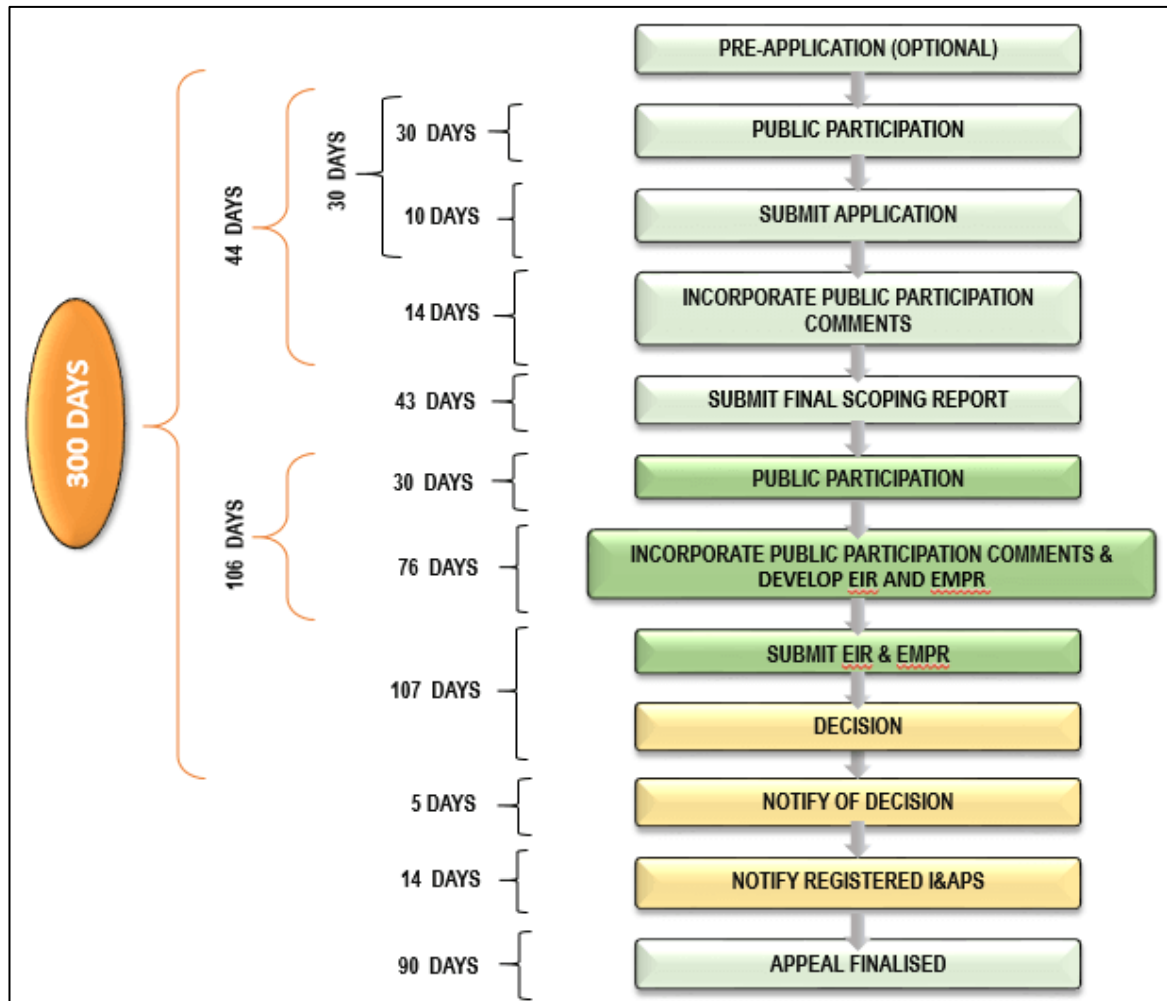 PRE-APPLICATION (OPTIONAL)
30 DAYS
PUBLIC PARTICIPATION
30 DAYS
44 DAYS
10 DAYS
SUBMIT APPLICATION
14 DAYS
INCORPORATE PUBLIC PARTICIPATION
COMMENTS
300 DAYS
43 DAYS
SUBMIT FINAL SCOPING REPORT
30 DAYS
PUBLIC PARTICIPATION
106 DAYS
76 DAYS
INCORPORATE PUBLIC PARTICIPATION COMMENTS &
DEVELOP EIR AND EMPR
SUBMIT EIR & EMPR
107 DAYS
DECISION
5 DAYS
NOTIFY OF DECISION
14 DAYS
NOTIFY REGISTERED I&APS
90 DAYS
APPEAL FINALISED